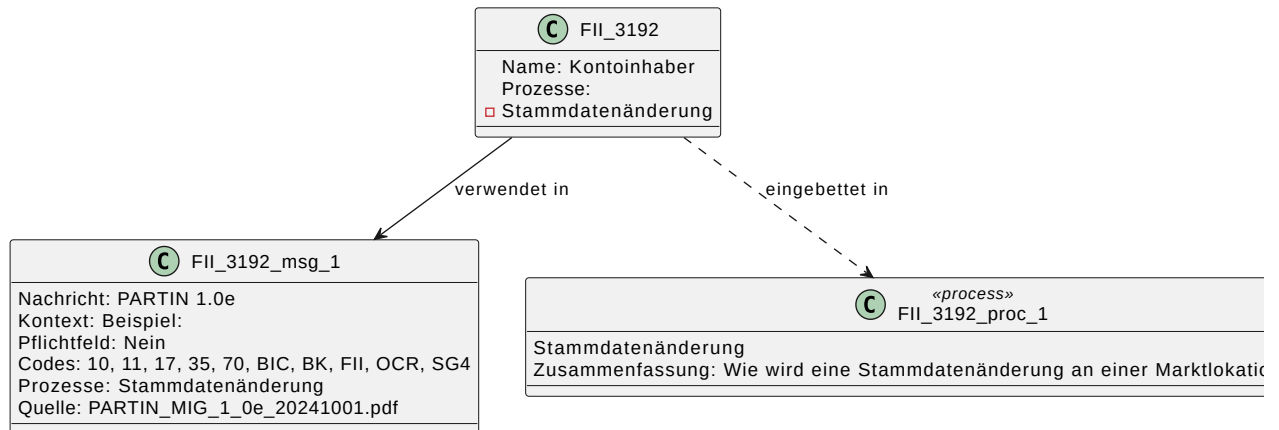 C FII_3192
Name: Kontoinhaber
Prozesse:
Stammdatenänderung
verwendet in
eingebettet in
C FII_3192_msg_1
Nachricht: PARTIN 1.0e
Kontext: Beispiel:
Pflichtfeld: Nein
Codes: 10, 11, 17, 35, 70, BIC, BK, FII, OCR, SG4
Prozesse: Stammdatenänderung
Quelle: PARTIN_MIG_1_0e_20241001.pdf
«process»
C FII_3192_proc_1
Stammdatenänderung
Zusammenfassung: Wie wird eine Stammdatenänderung an einer Marktlokatio